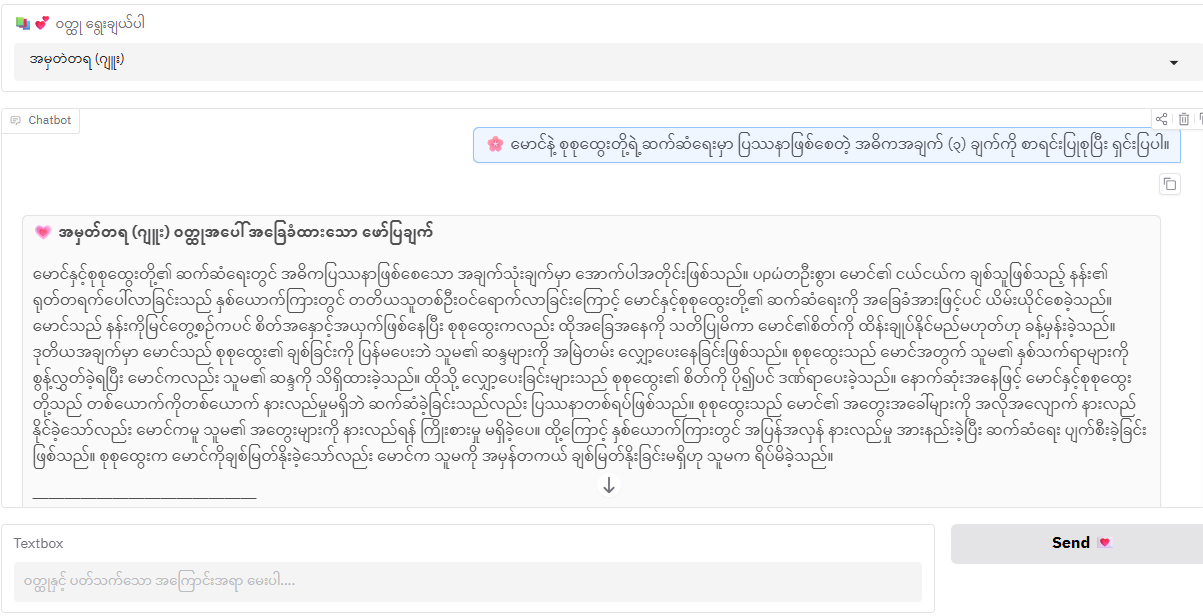 ဝတ္ထု ရွေးချယ်ပါ
အမှတဲတရ (ဂျူး)
Chatbot
🌸 မောင်နဲ့ စုစုထွေးတို့ရဲ့ဆက်ဆံရေးမှာ ပြဿနာဖြစ်စေတဲ့ အဓိကအချက် (၃) ချက်ကို စာရင်းပြုစုပြီး ရှင်းပြပါ။
💗 အမှတ်တရ (ဂျူး) ဝတ္ထုအပေါ် အခြေခံထားသော ဖော်ပြချက်
မောင်နှင့်စုစုထွေးတို့၏ ဆက်ဆံရေးတွင် အဓိကပြဿနာဖြစ်စေသော အချက်သုံးချက်မှာ အောက်ပါအတိုင်းဖြစ်သည်။ မောင်၏ ငယ်ငယ်က ချစ်သူဖြစ်သည့် နန်း၏
ရုတ်တရက်ပေါ်လာခြင်းသည် နှစ်ယောက်ကြားတွင် တတိယသူတစ်ဦးဝင်ရောက်လာခြင်းကြောင့် မောင်နှင့်စုစုထွေးတို့၏ ဆက်ဆံရေးကို အခြေခံအားဖြင့်ပင် ယိမ်းယိုင်စေခဲ့သည်။
မောင်သည် နန်းကိုမြင်တွေ့စဉ်ကပင် စိတ်အနှောင့်အယှက်ဖြစ်နေပြီး စုစုထွေးကလည်း ထိုအခြေအနေကို သတိပြုမိကာ မောင်၏စိတ်ကို ထိန်းချုပ်နိုင်မည်မဟုတ်ဟု ခန့်မှန်းခဲ့သည်။
ဒုတိယအချက်မှာ မောင်သည် စုစုထွေး၏ ချစ်ခြင်းကို ပြန်မပေးဘဲ သူမ၏ ဆန္ဒများကို အမြဲတမ်း လျှော့ပေးနေခြင်းဖြစ်သည်။ စုစုထွေးသည် မောင်အတွက် သူမ၏ နှစ်သက်ရာများကို
စွန့်လွှတ်ခဲ့ရပြီး မောင်ကလည်း သူမ၏ ဆန္ဒကို သိရှိထားခဲ့သည်။ ထိုသို့ လျှော့ပေးခြင်းများသည် စုစုထွေး၏ စိတ်ကို ပို၍ပင် ဒဏ်ရာပေးခဲ့သည်။ နောက်ဆုံးအနေဖြင့် မောင်နှင့်စုစုထွေး
တို့သည် တစ်ယောက်ကိုတစ်ယောက် နားလည်မှုမရှိဘဲ ဆက်ဆံခဲ့ခြင်းသည်လည်း ပြဿနာတစ်ရပ်ဖြစ်သည်။ စုစုထွေးသည် မောင်၏ အတွေးအခေါ်များကို အလိုအလျောက် နားလည်
နိုင်ခဲ့သော်လည်း မောင်ကမူ သူမ၏ အတွေးများကို နားလည်ရန် ကြိုးစားမှု မရှိခဲ့ပေ။ ထို့ကြောင့် နှစ်ယောက်ကြားတွင် အပြန်အလှန် နားလည်မှု အားနည်းခဲ့ပြီး ဆက်ဆံရေး ပျက်စီးခဲ့ခြင်း
ဖြစ်သည်။ စုစုထွေးက မောင်ကိုချစ်မြတ်နိုးခဲ့သော်လည်း မောင်က သူမကို အမှန်တကယ် ချစ်မြတ်နိုးခြင်းမရှိဟု သူမက ရိပ်မိခဲ့သည်။
Textbox
Send 💌
ဝတ္ထုနှင့် ပတ်သက်သော အကြောင်းအရာ မေးပါ....